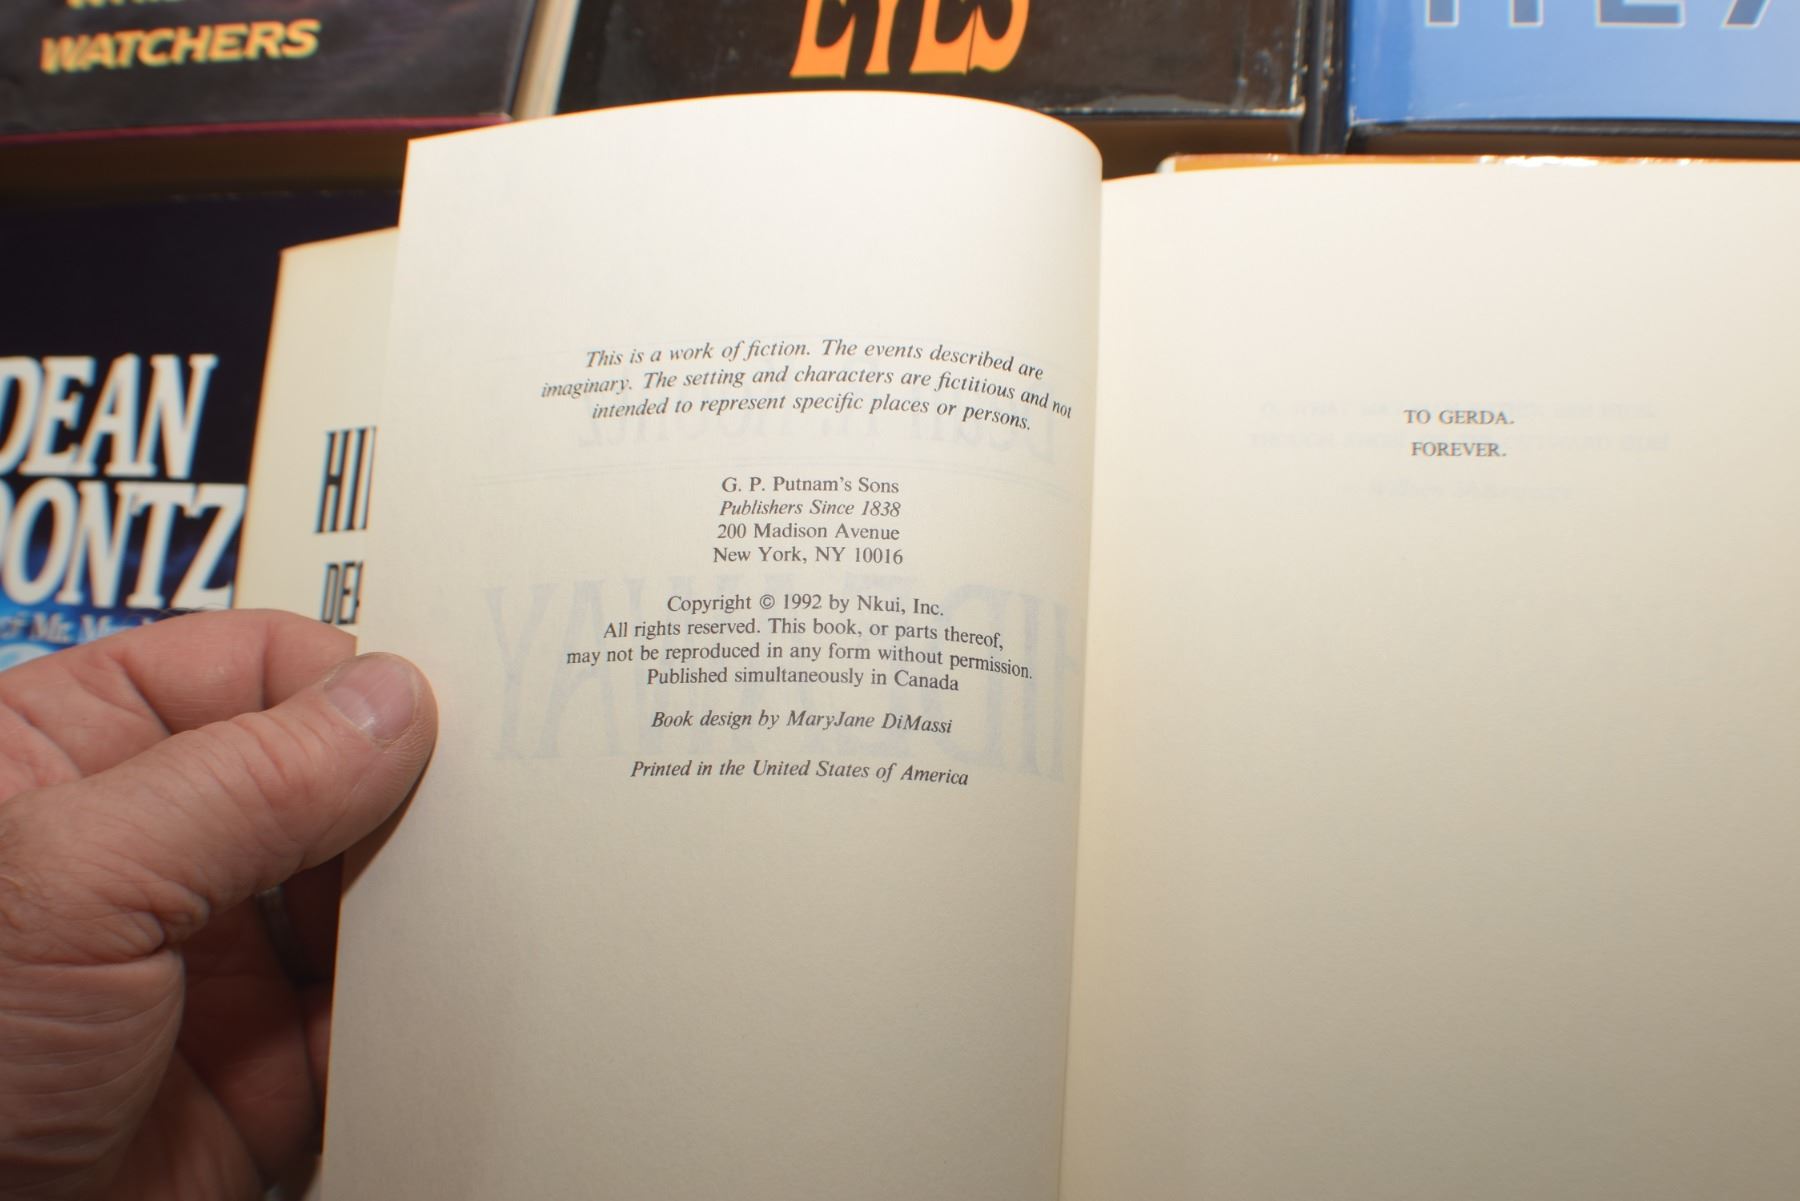 WATCHERS
EYES
DEAN
KOONTZ
This is a work of fiction. The events described are
imaginary. The setting and characters are fictitious and not
intended to represent specific places or persons.
G. P. Putnam's Sons
Publishers Since 1838
200 Madison Avenue
New York, NY 10016
Copyright © 1992 by Nkui, Inc.
All rights reserved. This book, or parts thereof,
may not be reproduced in any form without permission.
Published simultaneously in Canada
Book design by MaryJane DiMassi
Printed in the United States of America
TO GERDA.
FOREVER.